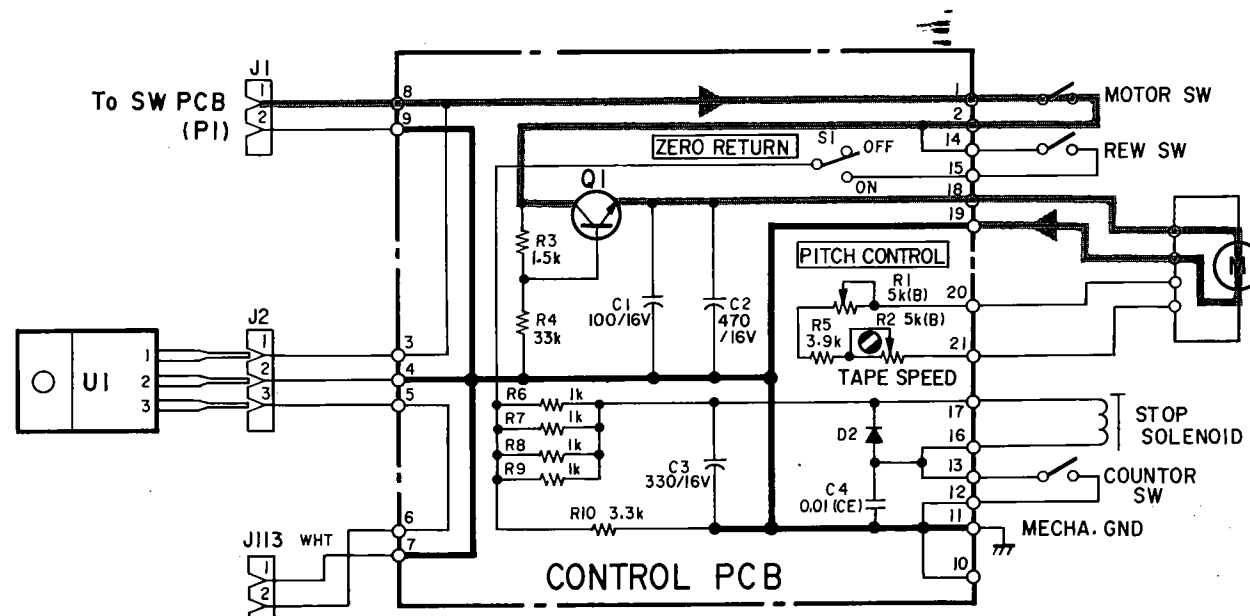 J1
1
2
To SW PCB
(P1)
8
9
1
2
14
15
18
19
MOTOR SW
ZERO RETURN
S1
OFF
ON
REW SW
Q1
R3
1.5k
R4
33k
C1
100/16V
C2
470
/16V
PITCH CONTROL
R1
5k(B)
R5
3.9k
R2 5k(B)
20
21
TAPE SPEED
M
J2
1
2
3
U1
1
2
3
3
4
5
R6 1k
R7 1k
R8 1k
R9 1k
R10 3.3k
C3
330/16V
D2
C4
0.01(CE)
17
16
13
12
11
10
STOP
SOLENOID
COUNTOR
SW
MECHA. GND
6
7
J113 WHT
1
2
CONTROL PCB